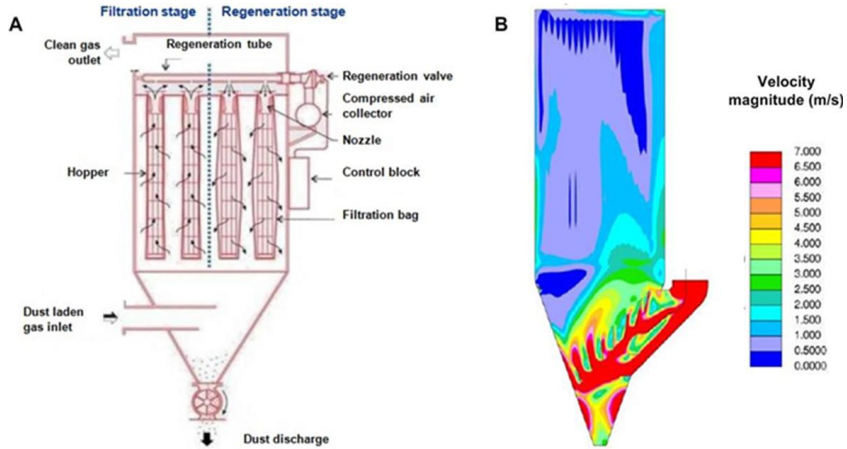 Filtration stage Regeneration stage
A
Clean gas
outlet
Regeneration tube
Regeneration valve
Compressed air
collector
Nozzle
Hopper
Control block
Filtration bag
Dust laden
gas inlet
Dust discharge
B
Velocity
magnitude (m/s)
7.000
6.500
6.000
5.500
5.000
4.500
4.000
3.500
3.000
2.500
2.000
1.500
1.000
0.5000
0.0000